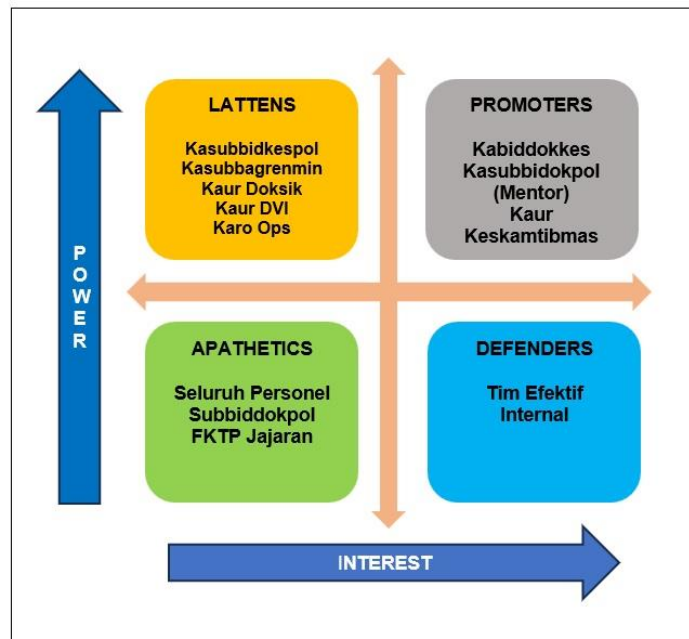 LATTENS
Kasubbidkespol
Kasubbagrenmin
Kaur Doksik
Kaur DVI
Karo Ops
PROMOTERS
Kabiddokkes
Kasubbidokpol
(Mentor)
Kaur
Keskamtibmas
POWER
APATHETICS
Seluruh Personel
Subbiddokpol
FKTP Jajaran
DEFENDERS
Tim Efektif
Internal
INTEREST